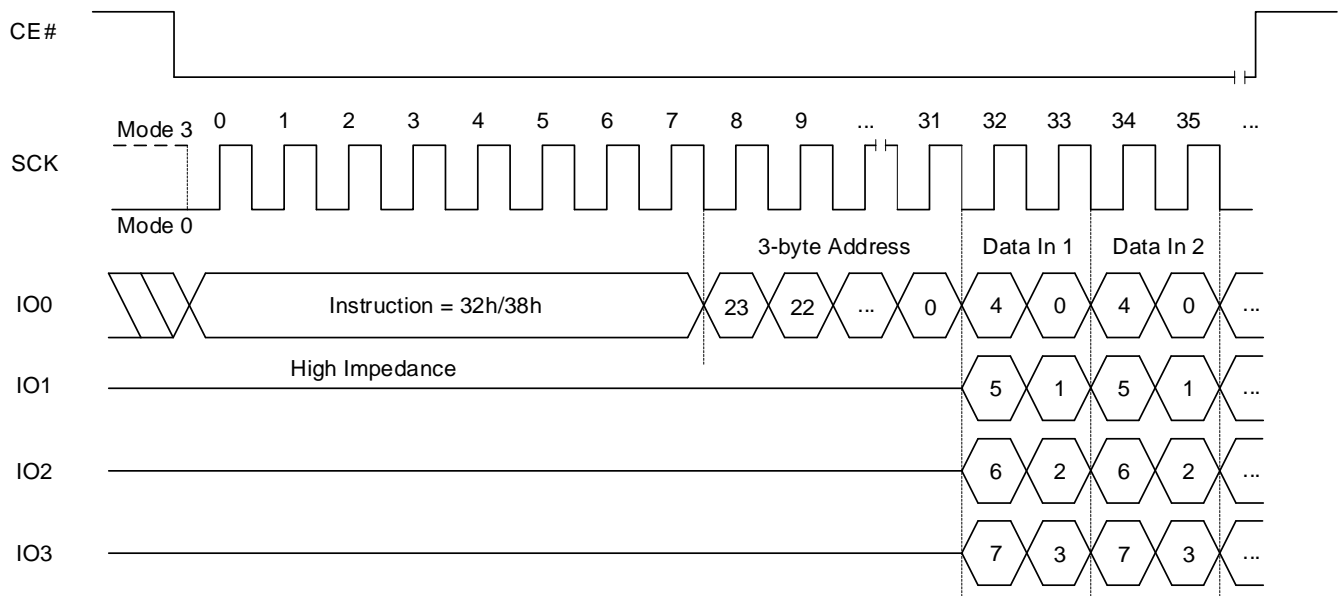 CE#
Mode 3 0 1 2 3 4 5 6 7 8 9 ... 31 32 33 34 35 ...
SCK
Mode 0
3-byte Address Data In 1 Data In 2
IO0 Instruction = 32h/38h 23 22 ... 0 4 0 4 0 ...
High Impedance
IO1 5 1 5 1 ...
IO2 6 2 6 2 ...
IO3 7 3 7 3 ...